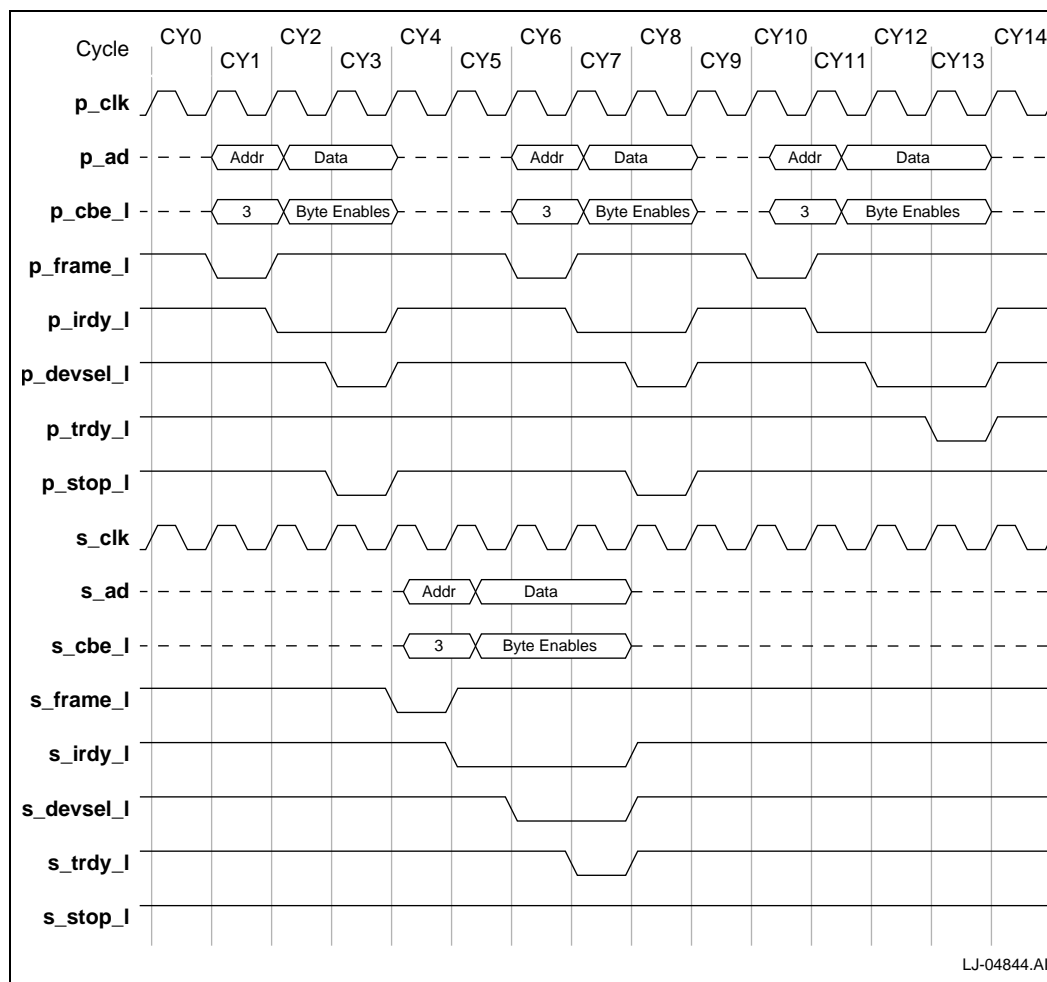 Cycle CY0 CY2 CY4 CY6 CY8 CY10 CY12 CY14
CY1 CY3 CY5 CY7 CY9 CY11 CY13
p_clk
p_ad Addr Data Addr Data Addr Data
p_cbe_l 3 Byte Enables 3 Byte Enables 3 Byte Enables
p_frame_l
p_irdy_l
p_devsel_l
p_trdy_l
p_stop_l
s_clk
s_ad Addr Data
s_cbe_l 3 Byte Enables
s_frame_l
s_irdy_l
s_devsel_l
s_trdy_l
s_stop_l
LJ-04844.AI